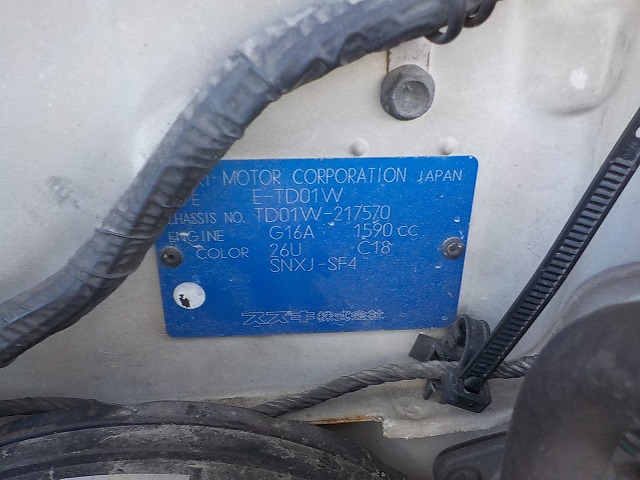 MOTOR CORPORATION JAPAN
E-TD01W
CHASSIS NO. TD01W-217570
ENGINE G16A 1590 CC
COLOR 26U C18
SNXJ-SF4
スズキ株式会社